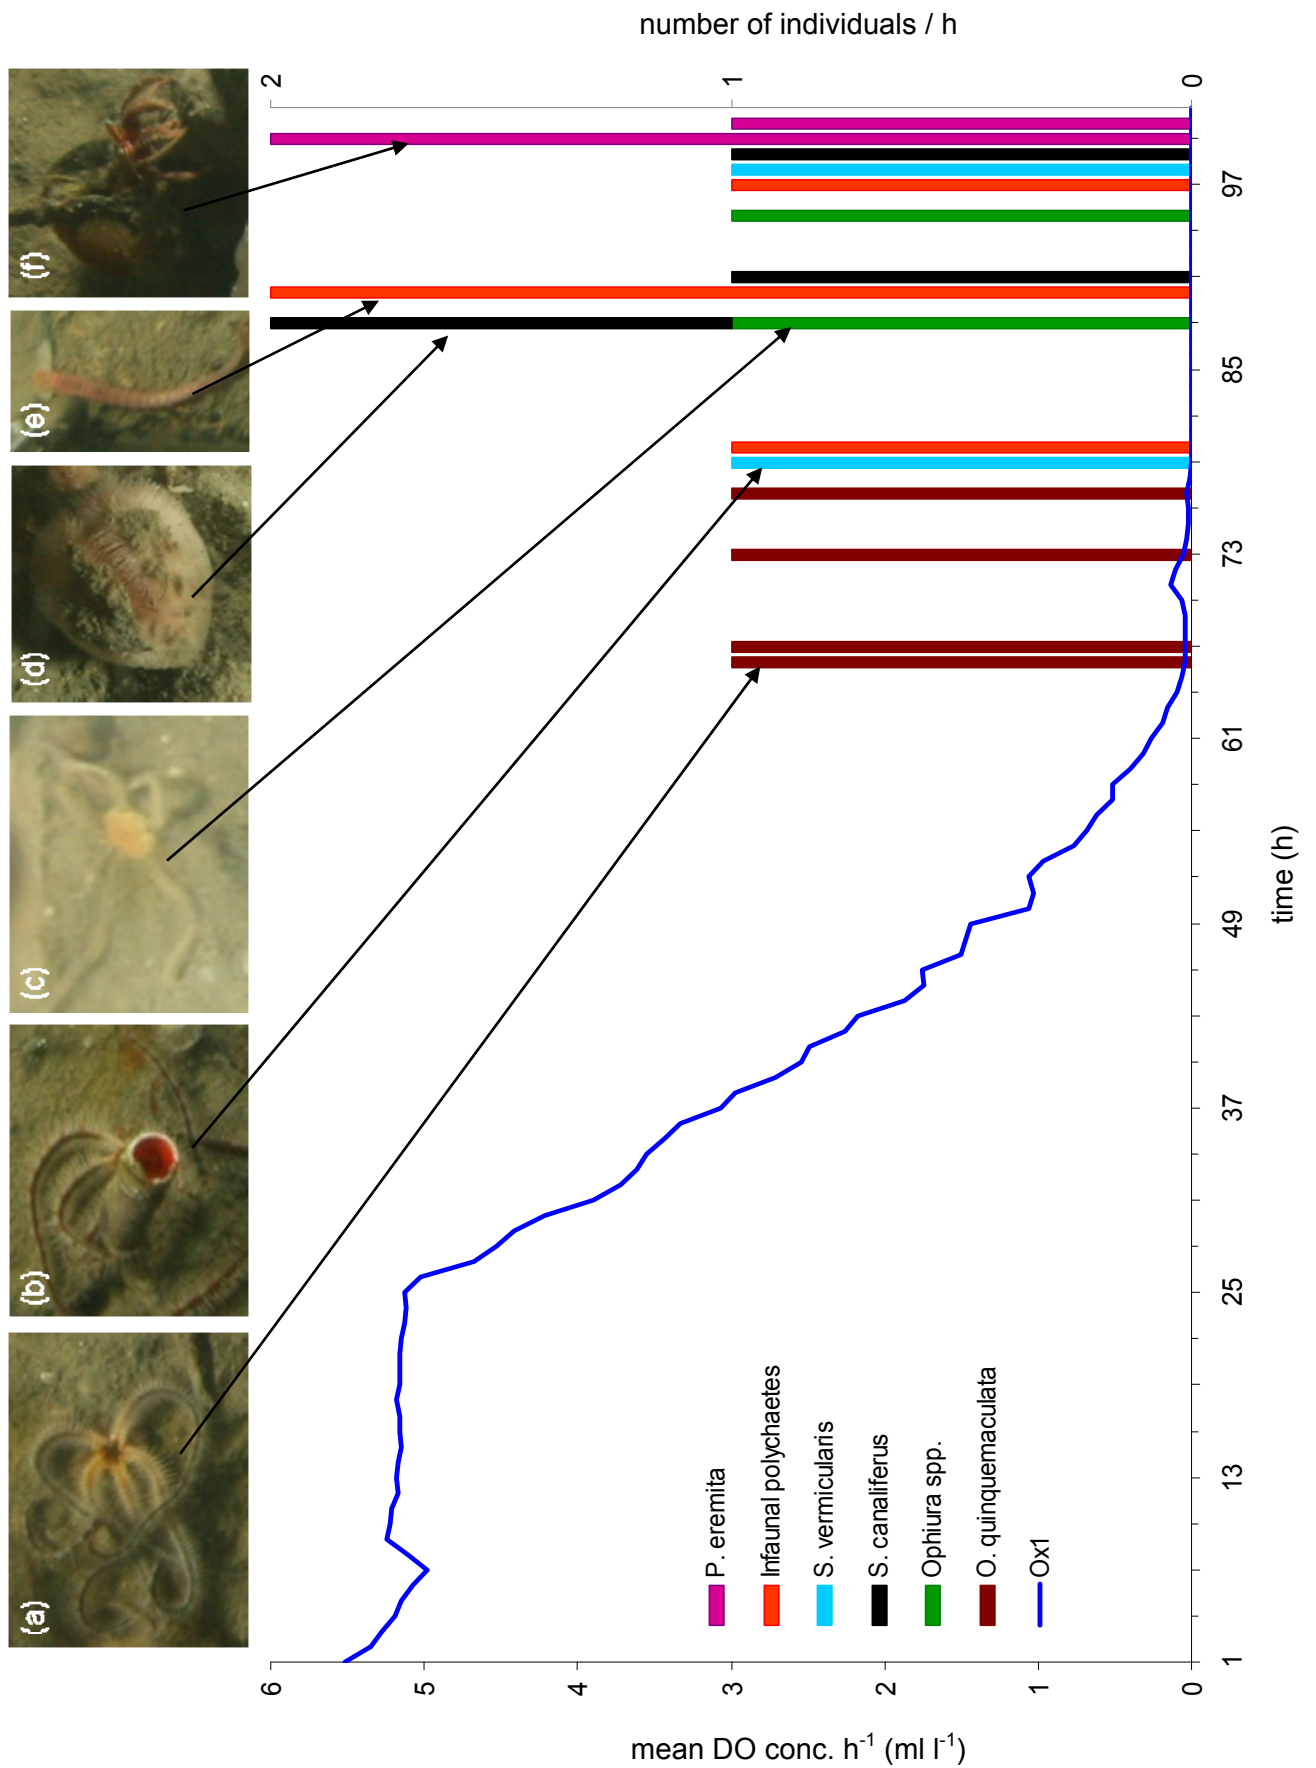 number of individuals / h
2
1
0
(f)
(e)
(d)
(c)
(b)
(a)
97
85
73
61
49
37
25
13
1
time (h)
P. eremita
Infaunal polychaetes
S. vermicularis
S. canaliferus
Ophiura spp.
O. quinquemaculata
Ox1
6
5
4
3
2
1
0
mean DO conc. h⁻¹ (ml l⁻¹)